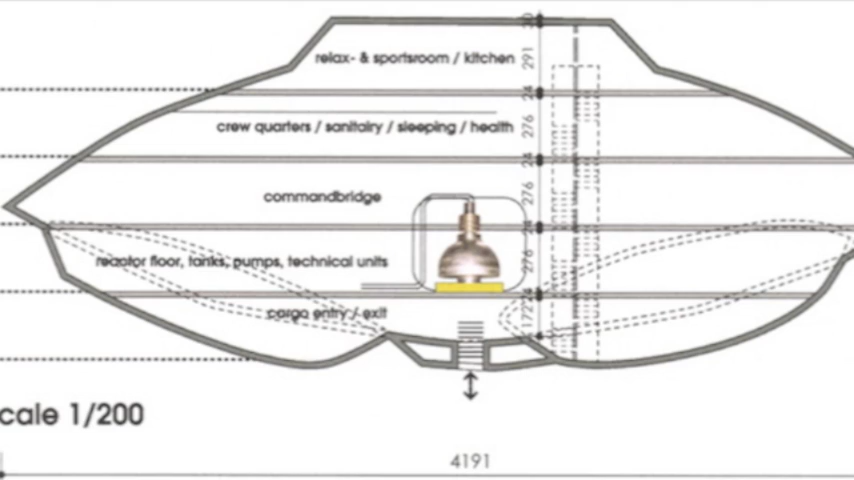 30
relax- & sportsroom / kitchen
291
24
crew quarters / sanitairy / sleeping / health
276
24
commandbridge
276
24
reaator floor, tanks, pumps, technical units
276
24
cargo entry / exit
172
cale 1/200
4191